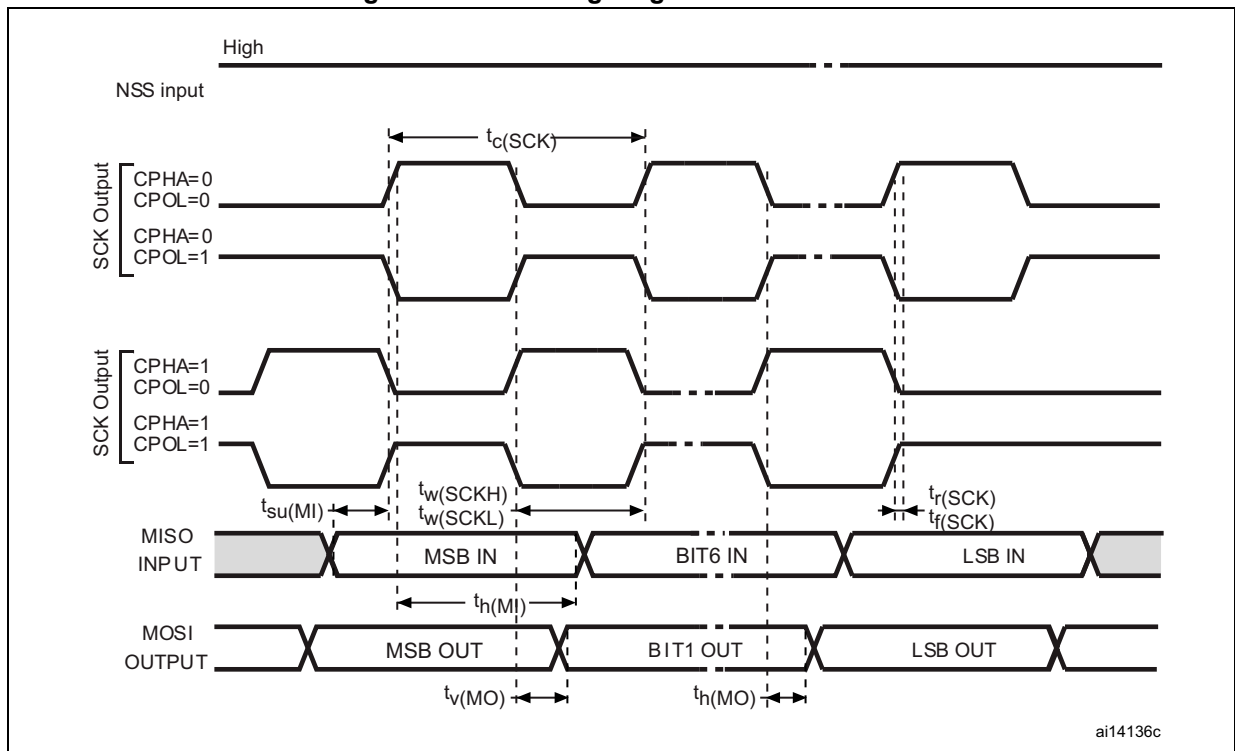 High
NSS input
tc(SCK)
SCK Output
CPHA=0
CPOL=0
CPHA=0
CPOL=1
SCK Output
CPHA=1
CPOL=0
CPHA=1
CPOL=1
tsu(MI)
tw(SCKH)
tw(SCKL)
tr(SCK)
tf(SCK)
MISO
INPUT
MSB IN
BIT6 IN
LSB IN
th(MI)
MOSI
OUTPUT
MSB OUT
BIT1 OUT
LSB OUT
tv(MO)
th(MO)
ai14136c